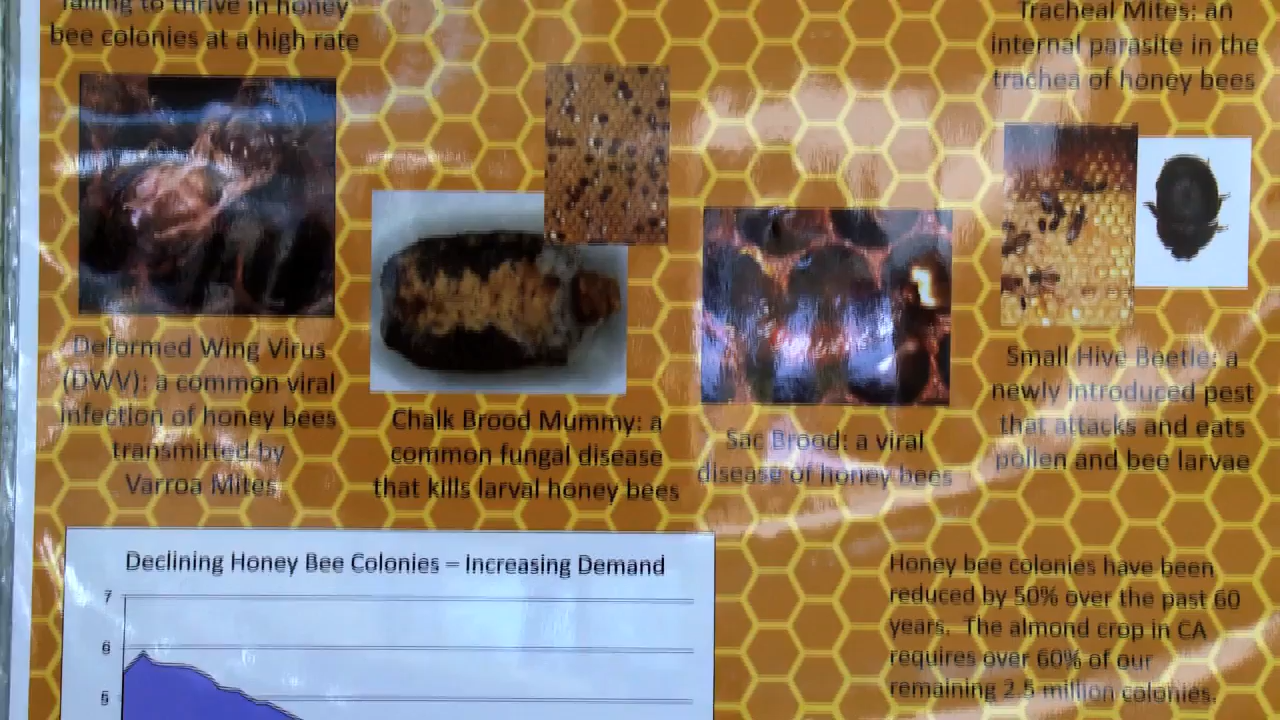 failing to thrive in honey
bee colonies at a high rate
Tracheal Mites: an
internal parasite in the
trachea of honey bees
Deformed Wing Virus
(DWV): a common viral
infection of honey bees
transmitted by
Varroa Mites
Chalk Brood Mummy: a
common fungal disease
that kills larval honey bees
Sac Brood: a viral
disease of honey bees
Small Hive Beetle: a
newly introduced pest
that attacks and eats
pollen and bee larvae
Declining Honey Bee Colonies – Increasing Demand
7
6
5
Honey bee colonies have been
reduced by 50% over the past 60
years. The almond crop in CA
requires over 60% of our
remaining 2.5 million colonies.